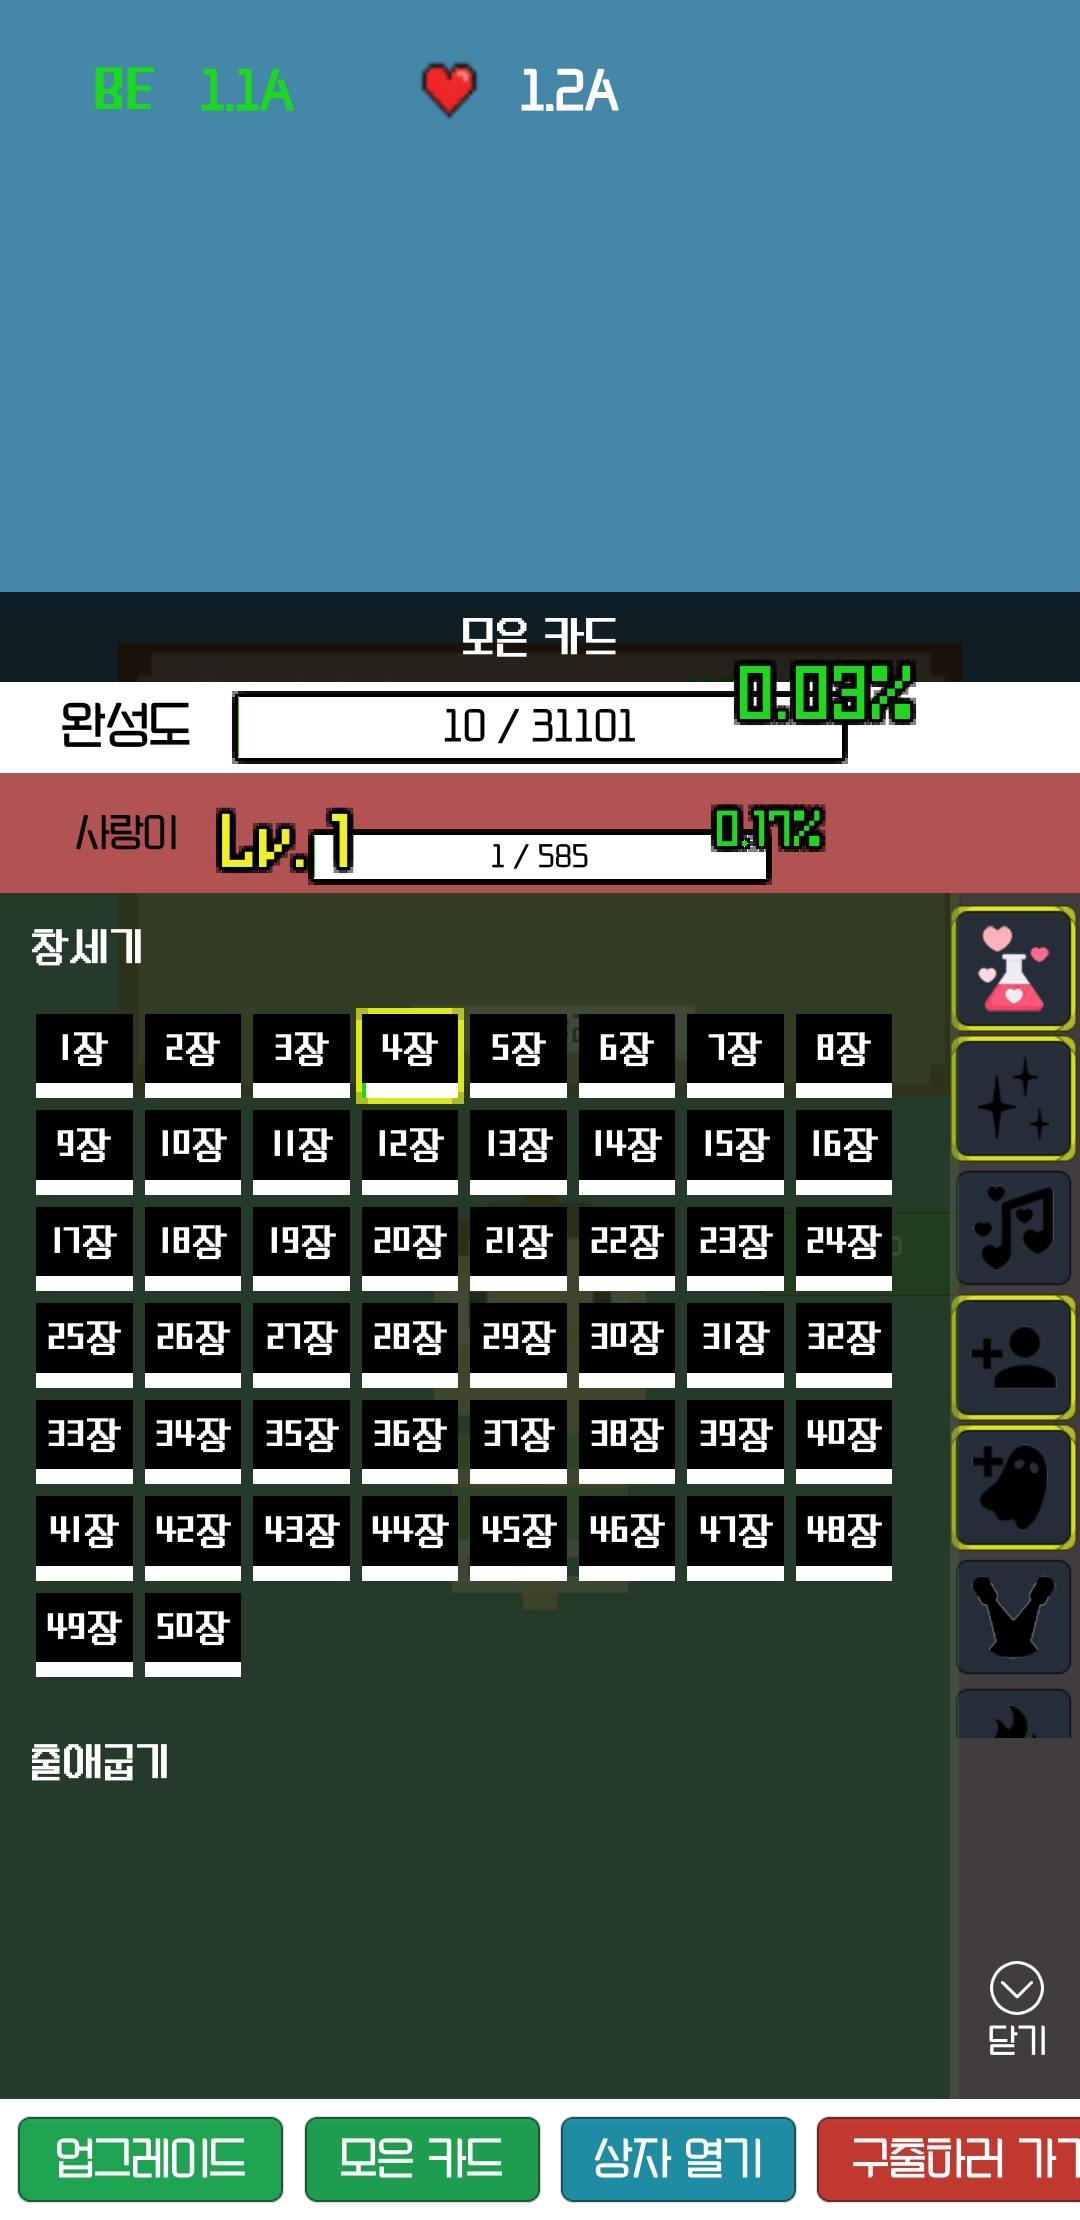 BE 1.1A 1.2A
모은 카드
완성도 10 / 31101 0.03%
사랑이 Lv.1 1 / 585 0.17%
창세기
1장 2장 3장 4장 5장 6장 7장 8장
9장 10장 11장 12장 13장 14장 15장 16장
17장 18장 19장 20장 21장 22장 23장 24장
25장 26장 27장 28장 29장 30장 31장 32장
33장 34장 35장 36장 37장 38장 39장 40장
41장 42장 43장 44장 45장 46장 47장 48장
49장 50장
출애굽기
닫기
업그레이드 모은 카드 상자 열기 구출하러